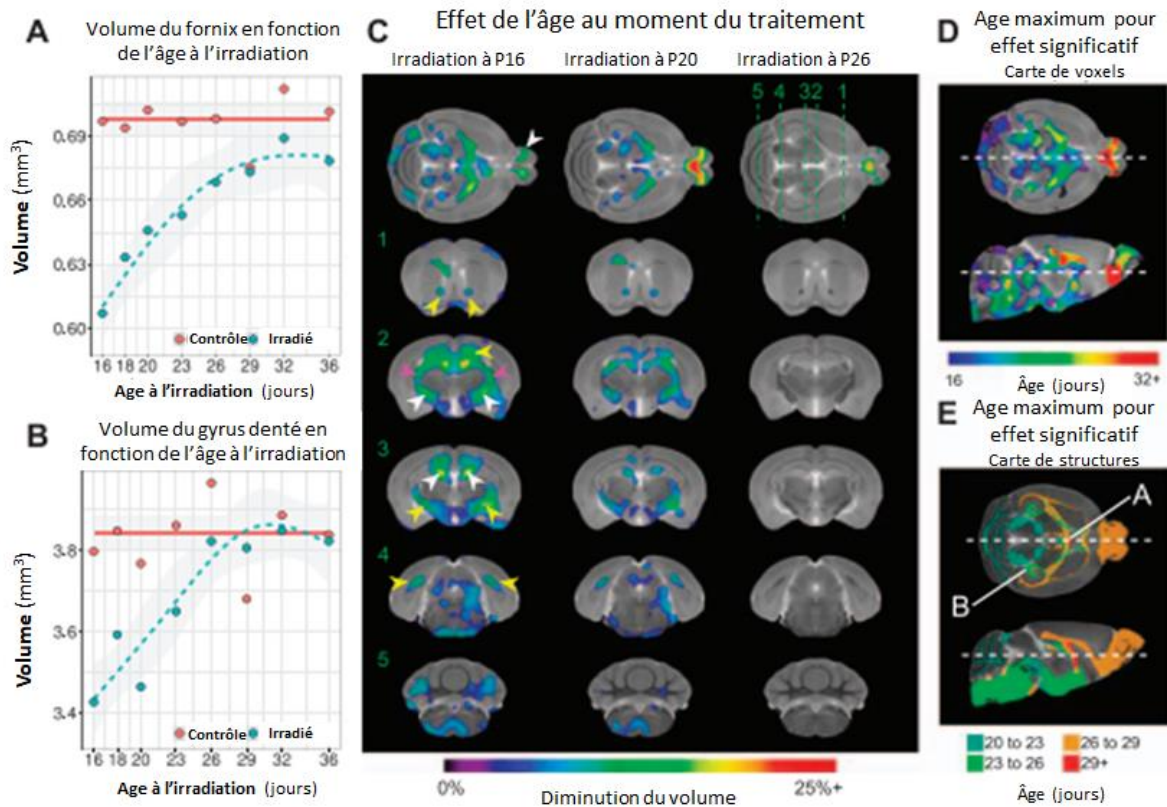 A
Volume du fornix en fonction
de l'âge à l'irradiation
Volume (mm³)
0.69
0.66
0.63
0.60
Contrôle
Irradié
16 18 20 23 26 29 32 36
Age à l'irradiation (jours)
B
Volume du gyrus denté en
fonction de l'âge à l'irradiation
Volume (mm³)
3.8
3.6
3.4
Contrôle
Irradié
16 18 20 23 26 29 32 36
Age à l'irradiation (jours)
C
Effet de l'âge au moment du traitement
Irradiation à P16
Irradiation à P20
Irradiation à P26
5 4 32 1
1
2
3
4
5
0%
25%+
Diminution du volume
D
Age maximum pour
effet significatif
Carte de voxels
16
32+
Âge (jours)
E
Age maximum pour
effet significatif
Carte de structures
A
B
20 to 23
26 to 29
23 to 26
29+
Âge (jours)